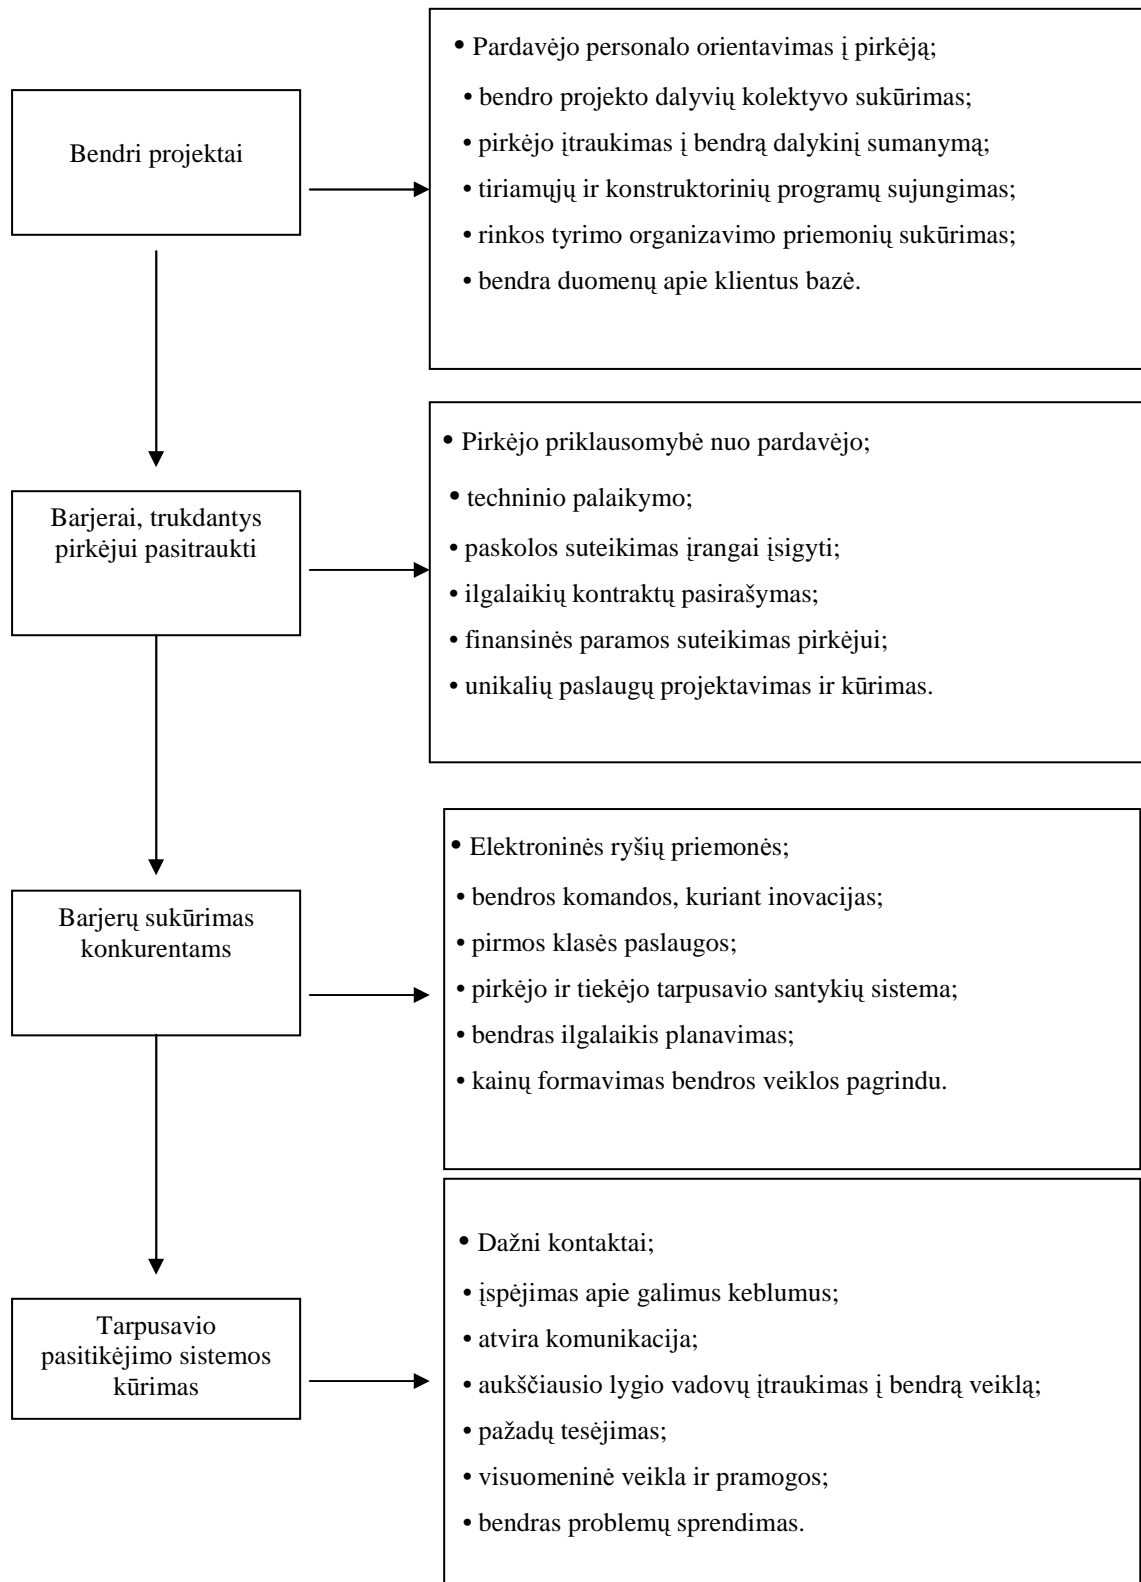 Bendri projektai
• Pardavėjo personalo orientavimas į pirkėją;
• bendro projekto dalyvių kolektyvo sukūrimas;
• pirkėjo įtraukimas į bendrą dalykinį sumanymą;
• tiriamųjų ir konstruktorinių programų sujungimas;
• rinkos tyrimo organizavimo priemonių sukūrimas;
• bendra duomenų apie klientus bazė.
Barjerai, trukdantys
pirkėjui pasitraukti
• Pirkėjo priklausomybė nuo pardavėjo;
• techninio palaikymo;
• paskolos suteikimas įrangai įsigyti;
• ilgalaikių kontraktų pasirašymas;
• finansinės paramos suteikimas pirkėjui;
• unikalių paslaugų projektavimas ir kūrimas.
Barjerų sukūrimas
konkurentams
• Elektroninės ryšių priemonės;
• bendros komandos, kuriant inovacijas;
• pirmos klasės paslaugos;
• pirkėjo ir tiekėjo tarpusavio santykių sistema;
• bendras ilgalaikis planavimas;
• kainų formavimas bendros veiklos pagrindu.
Tarpusavio
pasitikėjimo sistemos
kūrimas
• Dažni kontaktai;
• įspėjimas apie galimus keblumus;
• atvira komunikacija;
• aukščiausio lygio vadovų įtraukimas į bendrą veiklą;
• pažadų tesėjimas;
• visuomeninė veikla ir pramogos;
• bendras problemų sprendimas.